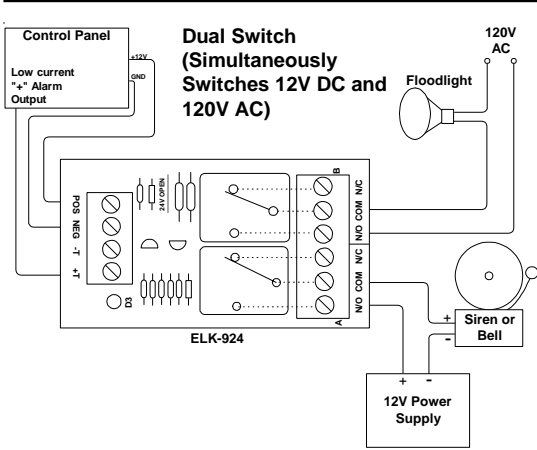 Control Panel
Low current
"+" Alarm
Output
+12V
GND
Dual Switch
(Simultaneously
Switches 12V DC and
120V AC)
120V
AC
Floodlight
POS
NEG
-T
+T
24V OPEN
D3
B
N/C
COM
N/O
N/C
COM
N/O
A
ELK-924
+
-
Siren or
Bell
+ -
12V Power
Supply